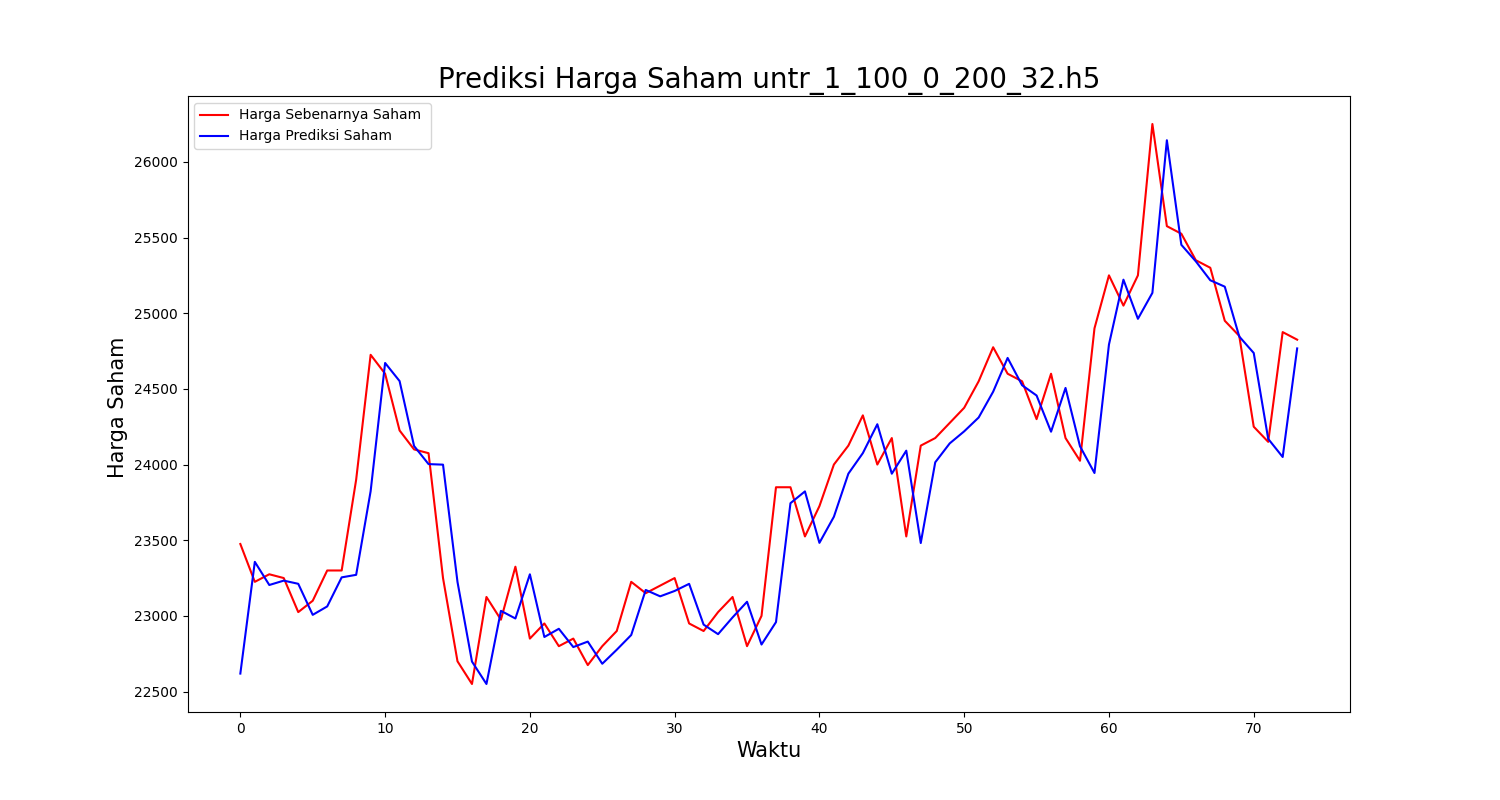 Prediksi Harga Saham untr_1_100_0_200_32.h5
Harga Sebenarnya Saham
Harga Prediksi Saham
26000
25500
25000
24500
24000
23500
23000
22500
Harga Saham
0 10 20 30 40 50 60 70
Waktu